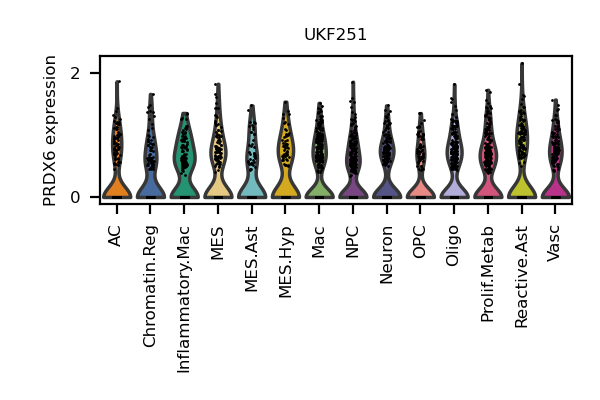 UKF251
PRDX6 expression
2
0
AC
Chromatin.Reg
Inflammatory.Mac
MES
MES.Ast
MES.Hyp
Mac
NPC
Neuron
OPC
Oligo
Prolif.Metab
Reactive.Ast
Vasc